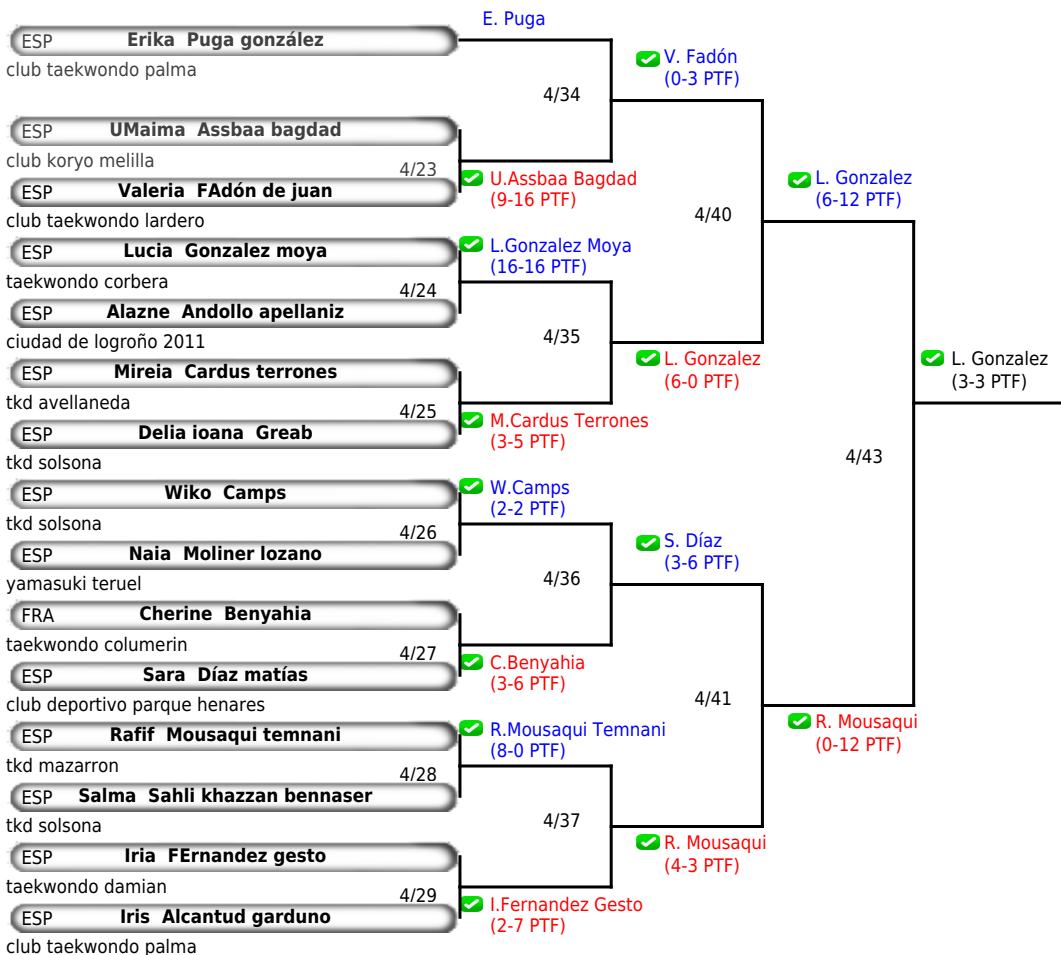 E. Puga
ESP Erika Puga gonzález
club taekwondo palma
V. Fadón
(0-3 PTF)
4/34
ESP UMaima Assbaa bagdad
club koryo melilla
4/23
U.Assbaa Bagdad
(9-16 PTF)
ESP Valeria FAdón de juan
club taekwondo lardero
L. Gonzalez
(6-12 PTF)
4/40
ESP Lucia Gonzalez moya
L.Gonzalez Moya
(16-16 PTF)
taekwondo corbera
4/24
ESP Alazne Andollo apellaniz
ciudad de logroño 2011
4/35
L. Gonzalez
(6-0 PTF)
L. Gonzalez
(3-3 PTF)
ESP Mireia Cardus terrones
tkd avellaneda
4/25
M.Cardus Terrones
(3-5 PTF)
ESP Delia ioana Greab
tkd solsona
4/43
ESP Wiko Camps
W.Camps
(2-2 PTF)
tkd solsona
4/26
ESP Naia Moliner lozano
yamasuki teruel
S. Díaz
(3-6 PTF)
4/36
FRA Cherine Benyahia
taekwondo columerin
4/27
C.Benyahia
(3-6 PTF)
ESP Sara Díaz matías
club deportivo parque henares
4/41
R. Mousaqui
(0-12 PTF)
ESP Rafif Mousaqui temnani
R.Mousaqui Temnani
(8-0 PTF)
tkd mazarron
4/28
ESP Salma Sahli khazzan bennaser
tkd solsona
4/37
R. Mousaqui
(4-3 PTF)
ESP Iria FErnandez gesto
taekwondo damian
4/29
I.Fernandez Gesto
(2-7 PTF)
ESP Iris Alcantud garduno
club taekwondo palma